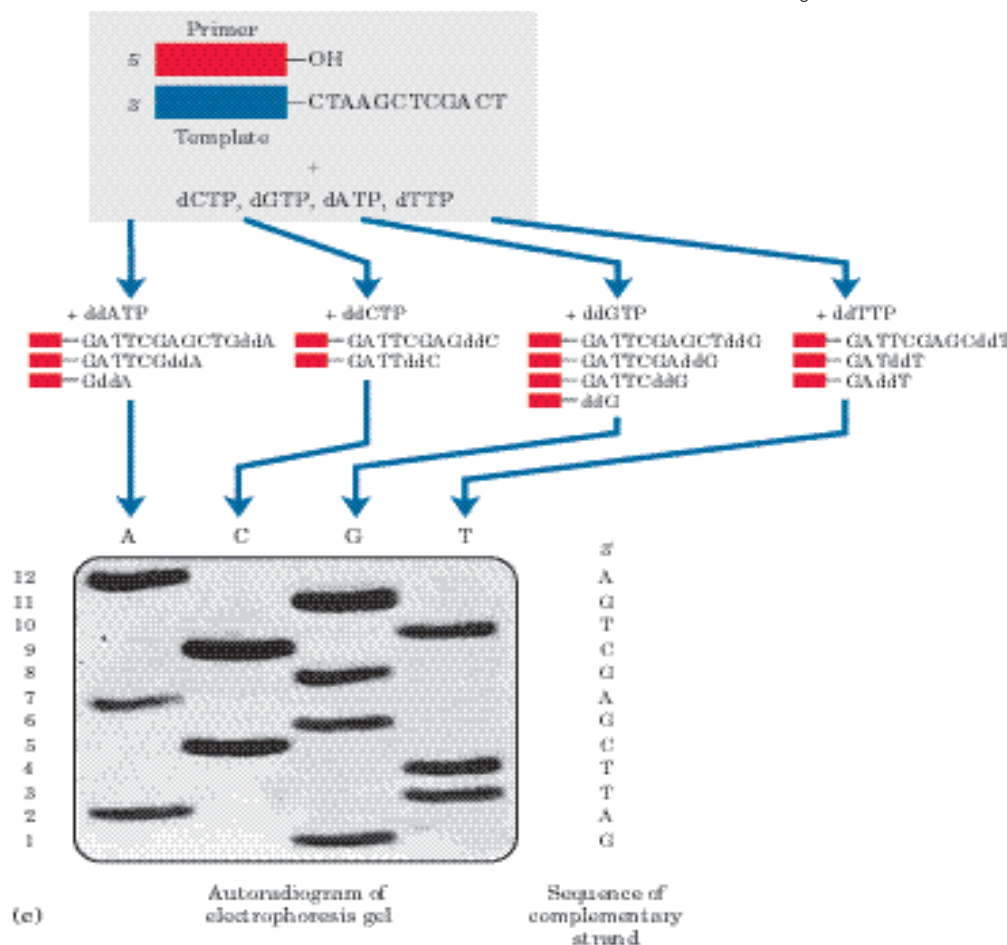 Primer
5' OH
3' CTAAGCTCGACT
Template
+
dCTP, dGTP, dATP, dTTP
+ ddATP + ddCTP + ddGTP + ddTTP
GATTCGAGCTGddA GATTCGAGddC GATTCGAGCTddG GATTCGAGCddT
GATTCGddA GATTddC GATTCGAddG GATddT
GddA GATTCddG GAddT
ddG
A C G T
3'
12 A
11 G
10 T
9 C
8 G
7 A
6 G
5 C
4 T
3 T
2 A
1 G
Autoradiogram of Sequence of
(c) electrophoresis gel complementary
strand